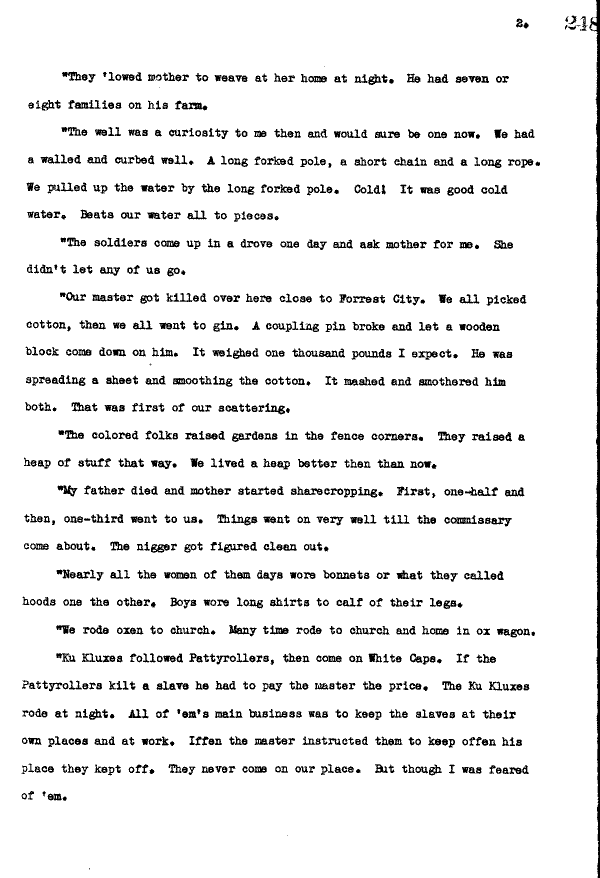 2. 248
"They 'lowed mother to weave at her home at night. He had seven or
eight families on his farm.
"The well was a curiosity to me then and would sure be one now. We had
a walled and curbed well. A long forked pole, a short chain and a long rope.
We pulled up the water by the long forked pole. Cold! It was good cold
water. Beats our water all to pieces.
"The soldiers come up in a drove one day and ask mother for me. She
didn't let any of us go.
"Our master got killed over here close to Forrest City. We all picked
cotton, then we all went to gin. A coupling pin broke and let a wooden
block come down on him. It weighed one thousand pounds I expect. He was
spreading a sheet and smoothing the cotton. It mashed and smothered him
both. That was first of our scattering.
"The colored folks raised gardens in the fence corners. They raised a
heap of stuff that way. We lived a heap better then than now.
"My father died and mother started sharecropping. First, one-half and
then, one-third went to us. Things went on very well till the commissary
come about. The nigger got figured clean out.
"Nearly all the women of them days wore bonnets or what they called
hoods one the other. Boys wore long shirts to calf of their legs.
"We rode oxen to church. Many time rode to church and home in ox wagon.
"Ku Kluxes followed Pattyrollers, then come on White Caps. If the
Pattyrollers kilt a slave he had to pay the master the price. The Ku Kluxes
rode at night. All of 'em's main business was to keep the slaves at their
own places and at work. Iffen the master instructed them to keep offen his
place they kept off. They never come on our place. But though I was feared
of 'em.